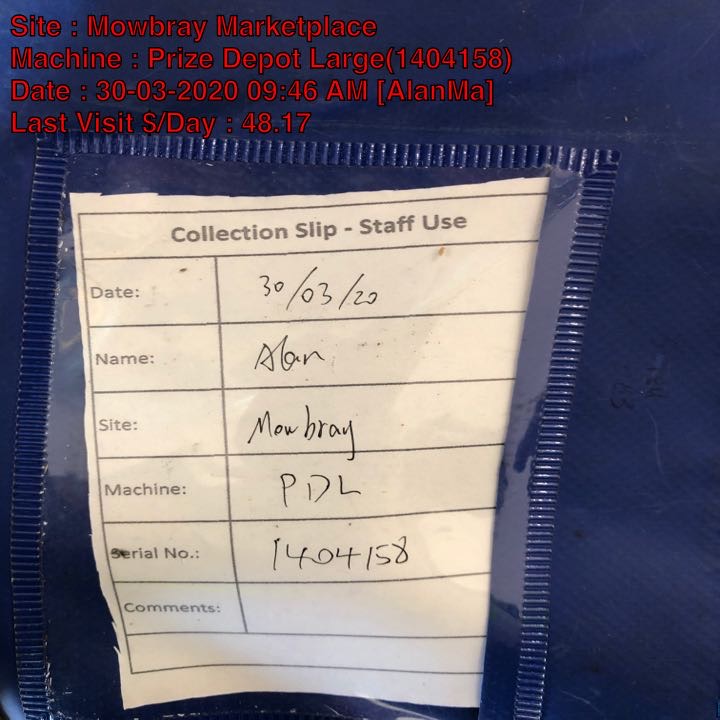 Site : Mowbray Marketplace
Machine : Prize Depot Large(1404158)
Date : 30-03-2020 09:46 AM [AlanMa]
Last Visit $/Day : 48.17
Collection Slip - Staff Use
Date: 30/03/20
Name: Alan
Site: Mowbray
Machine: PDL
Serial No.: 1404158
Comments: